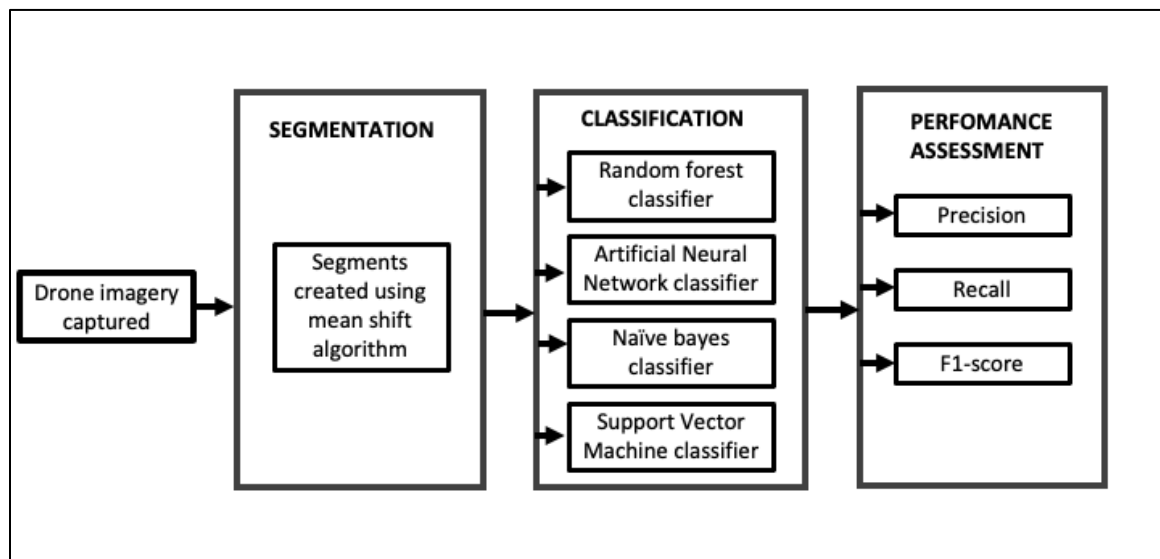 Drone imagery
captured
SEGMENTATION
Segments
created using
mean shift
algorithm
CLASSIFICATION
Random forest
classifier
Artificial Neural
Network classifier
Naïve bayes
classifier
Support Vector
Machine classifier
PERFOMANCE
ASSESSMENT
Precision
Recall
F1-score